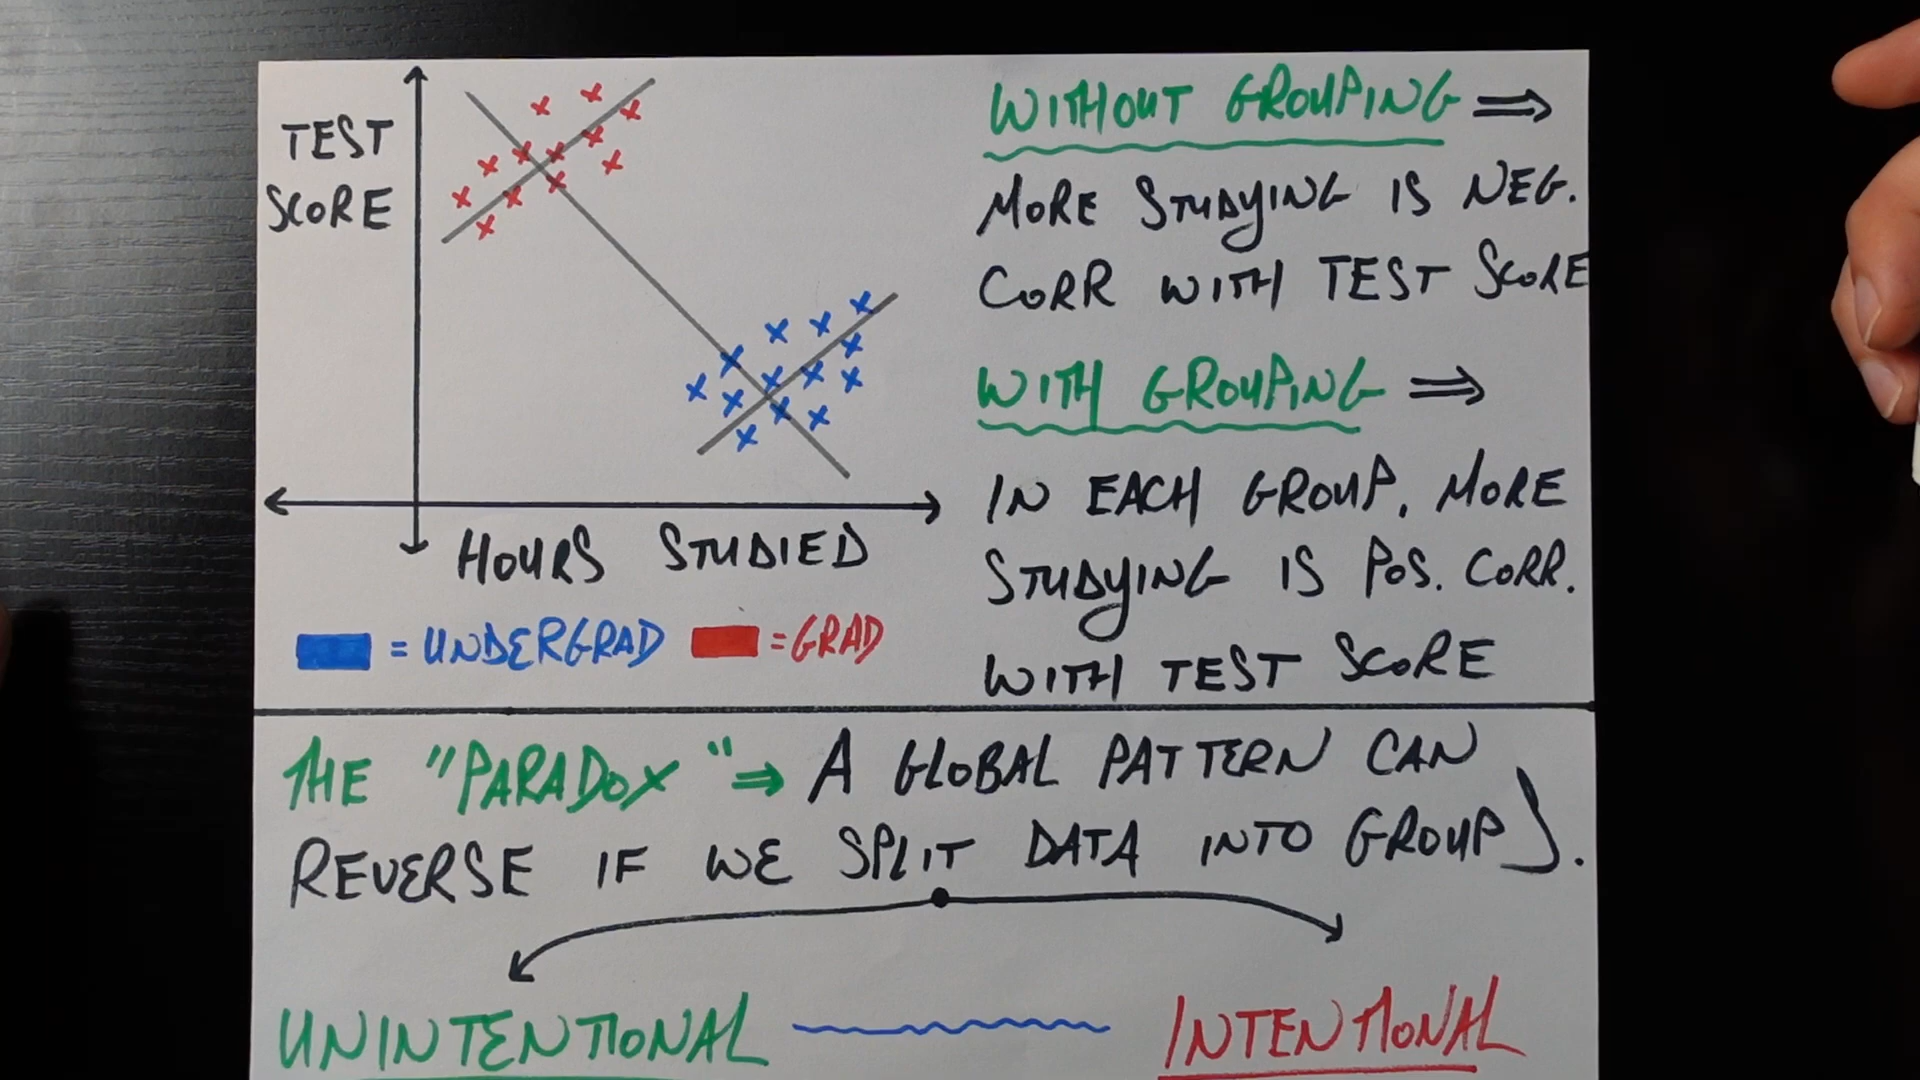 TEST
SCORE
HOURS STUDIED
= UNDERGRAD = GRAD
WITHOUT GROUPING ⇒
MORE STUDYING IS NEG.
CORR WITH TEST SCORE
WITH GROUPING ⇒
IN EACH GROUP, MORE
STUDYING IS POS. CORR.
WITH TEST SCORE
THE "PARADOX" ⇒ A GLOBAL PATTERN CAN
REVERSE IF WE SPLIT DATA INTO GROUPS.
UNINTENTIONAL INTENTIONAL